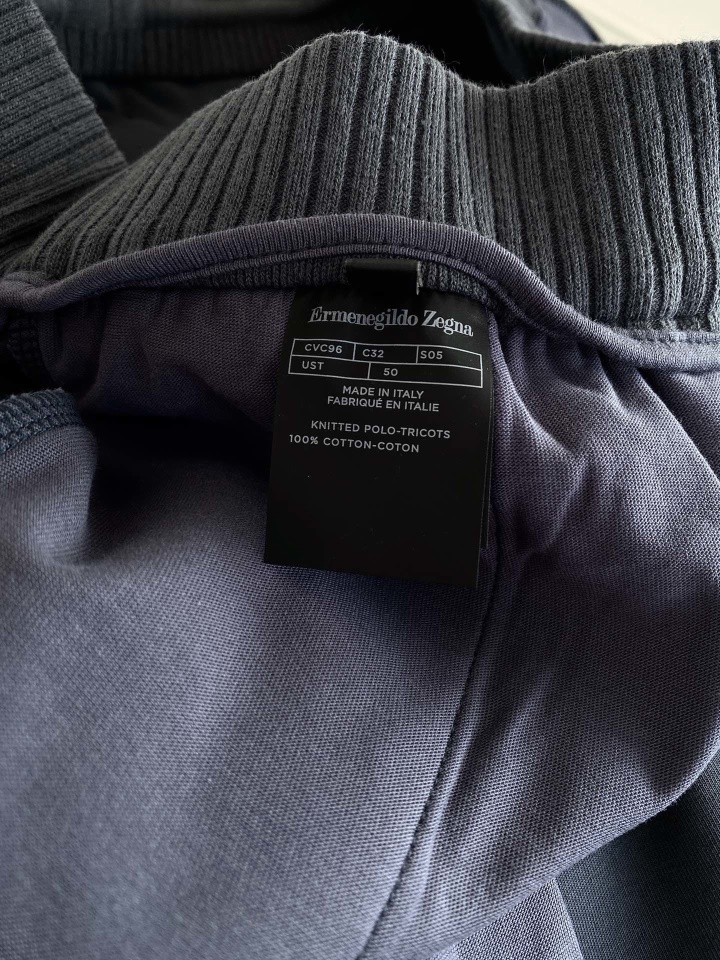 Ermenegildo Zegna
CVC96 C32 S05
UST 50
MADE IN ITALY
FABRIQUÉ EN ITALIE
KNITTED POLO-TRICOTS
100% COTTON-COTON